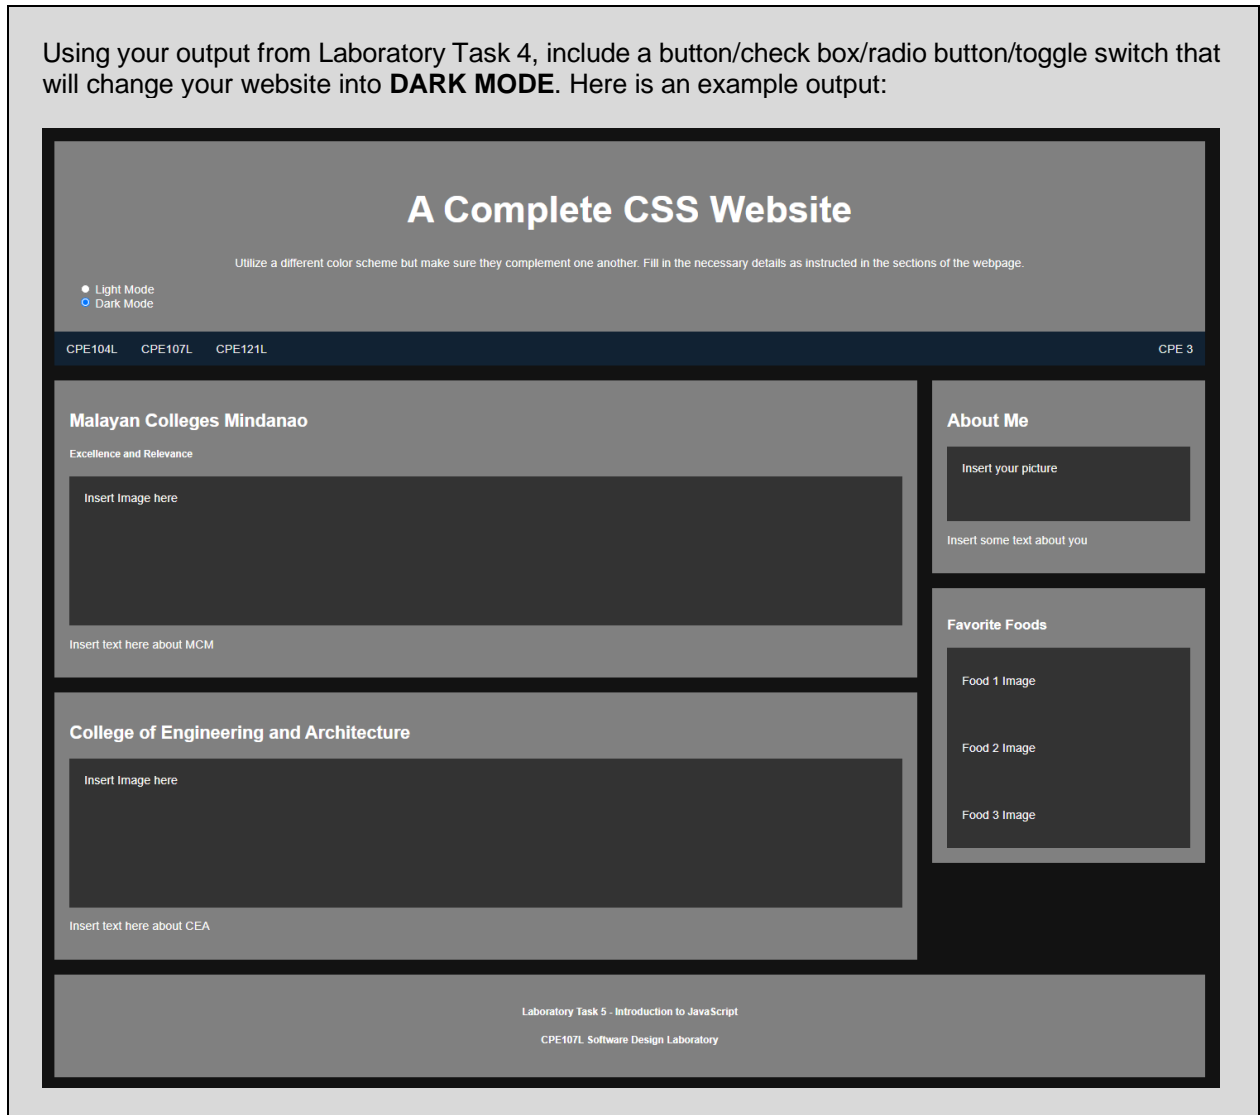 Using your output from Laboratory Task 4, include a button/check box/radio button/toggle switch that
will change your website into DARK MODE. Here is an example output:
A Complete CSS Website
Utilize a different color scheme but make sure they complement one another. Fill in the necessary details as instructed in the sections of the webpage.
Light Mode
Dark Mode
CPE104L CPE107L CPE121L CPE 3
Malayan Colleges Mindanao
Excellence and Relevance
Insert Image here
Insert text here about MCM
College of Engineering and Architecture
Insert Image here
Insert text here about CEA
About Me
Insert your picture
Insert some text about you
Favorite Foods
Food 1 Image
Food 2 Image
Food 3 Image
Laboratory Task 5 - Introduction to JavaScript
CPE107L Software Design Laboratory